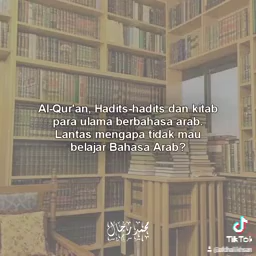 Al-Qur'an, Hadits-hadits dan kitab
para ulama berbahasa arab..
Lantas mengapa tidak mau
belajar Bahasa Arab?
TikTok